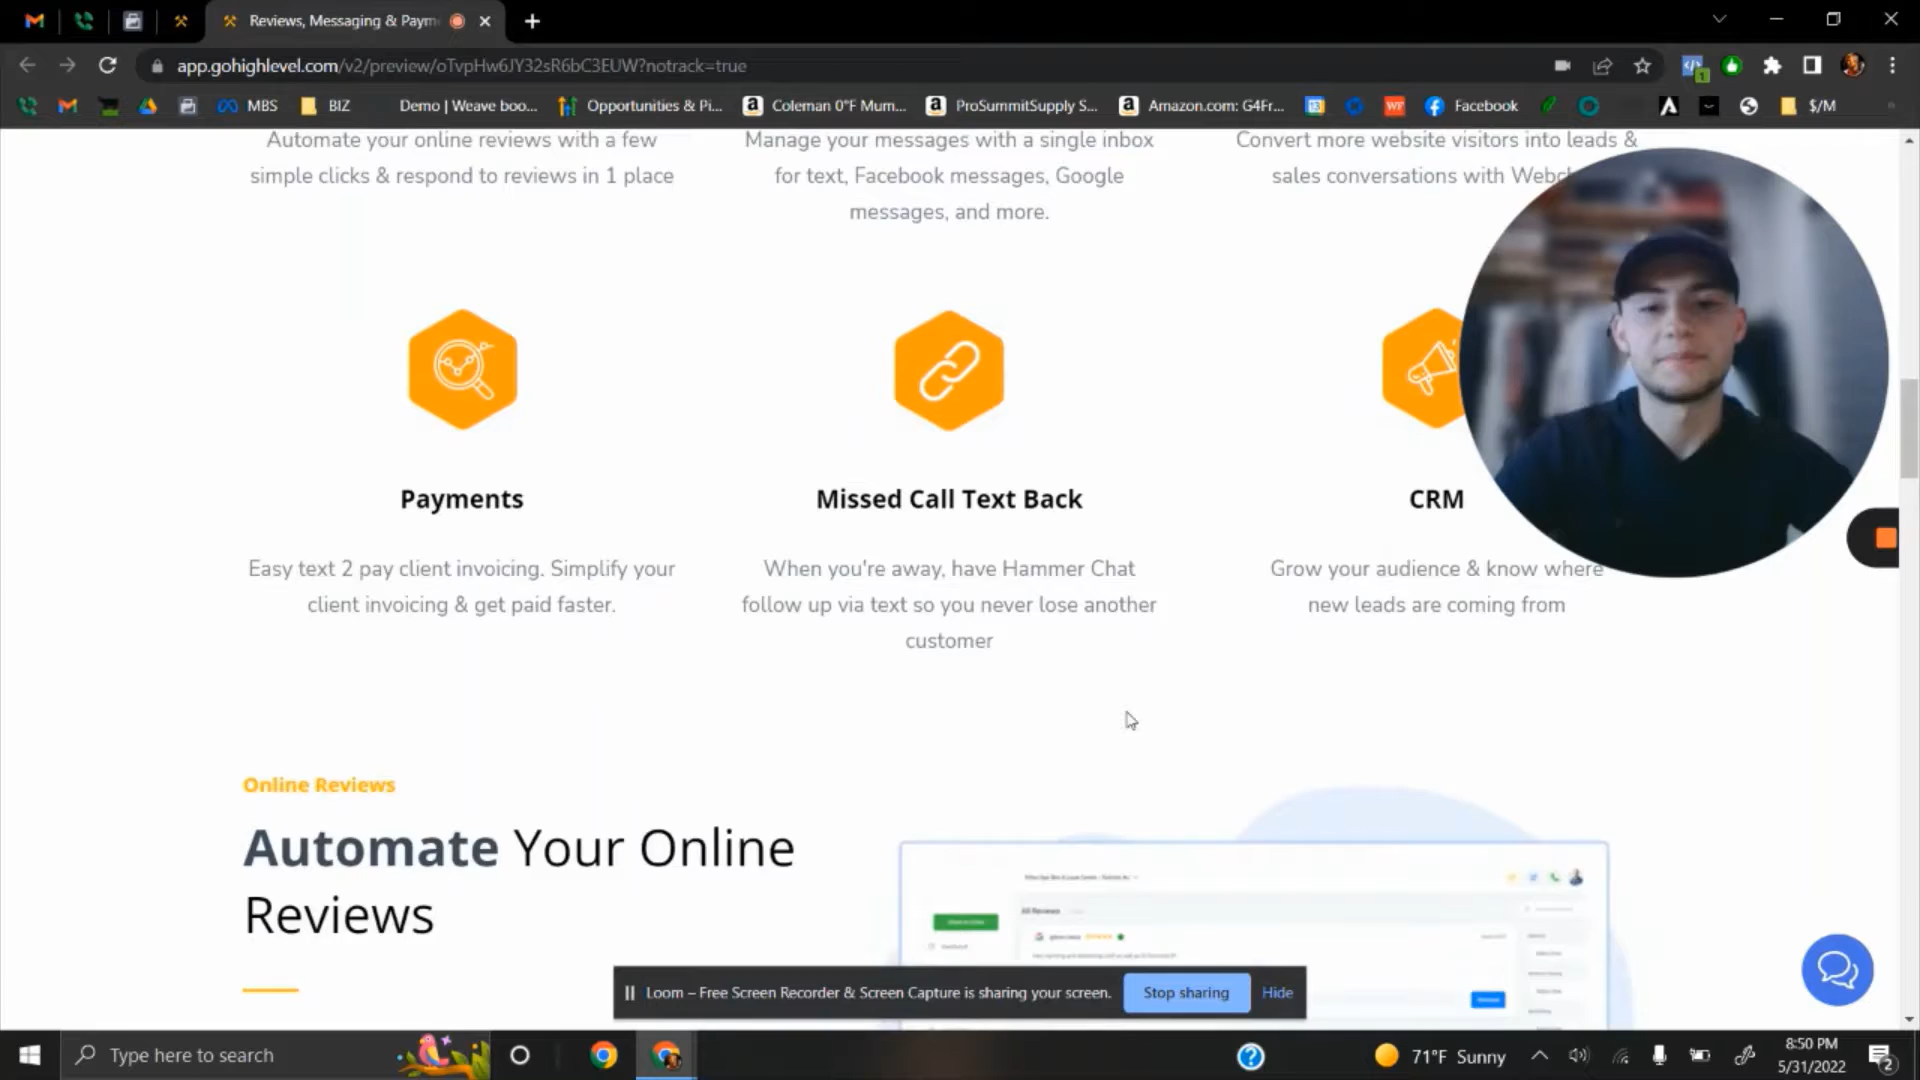 Reviews, Messaging & Paym
app.gohighlevel.com/v2/preview/oTvpHw6JY32sR6bC3EUW?notrack=true
MBS
BIZ
Demo | Weave boo...
Opportunities & Pi...
Coleman 0°F Mum...
ProSummitSupply S...
Amazon.com: G4Fr...
Facebook
$/M
Automate your online reviews with a few
simple clicks & respond to reviews in 1 place
Manage your messages with a single inbox
for text, Facebook messages, Google
messages, and more.
Convert more website visitors into leads &
sales conversations with
Payments
Easy text 2 pay client invoicing. Simplify your
client invoicing & get paid faster.
Missed Call Text Back
When you're away, have Hammer Chat
follow up via text so you never lose another
customer
CRM
Grow your audience & know where
new leads are coming from
Online Reviews
Automate Your Online
Reviews
All Reviews
Loom – Free Screen Recorder & Screen Capture is sharing your screen.
Stop sharing
Hide
Type here to search
71°F Sunny
8:50 PM
5/31/2022
2